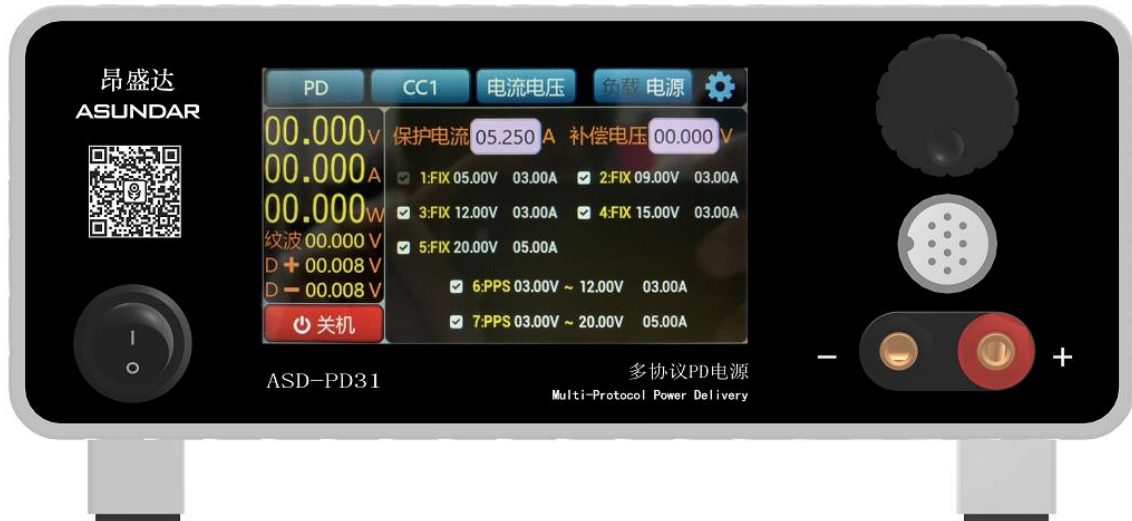 昂盛达
ASUNDAR
PD CC1 电流电压 负载 电源
00.000V
00.000A
00.000W
纹波 00.000 V
D + 00.008 V
D - 00.008 V
关机
保护电流 05.250 A 补偿电压 00.000 V
1:FIX 05.00V 03.00A 2:FIX 09.00V 03.00A
3:FIX 12.00V 03.00A 4:FIX 15.00V 03.00A
5:FIX 20.00V 05.00A
6:PPS 03.00V ~ 12.00V 03.00A
7:PPS 03.00V ~ 20.00V 05.00A
I
O
ASD-PD31
多协议PD电源
Multi-Protocol Power Delivery
- +